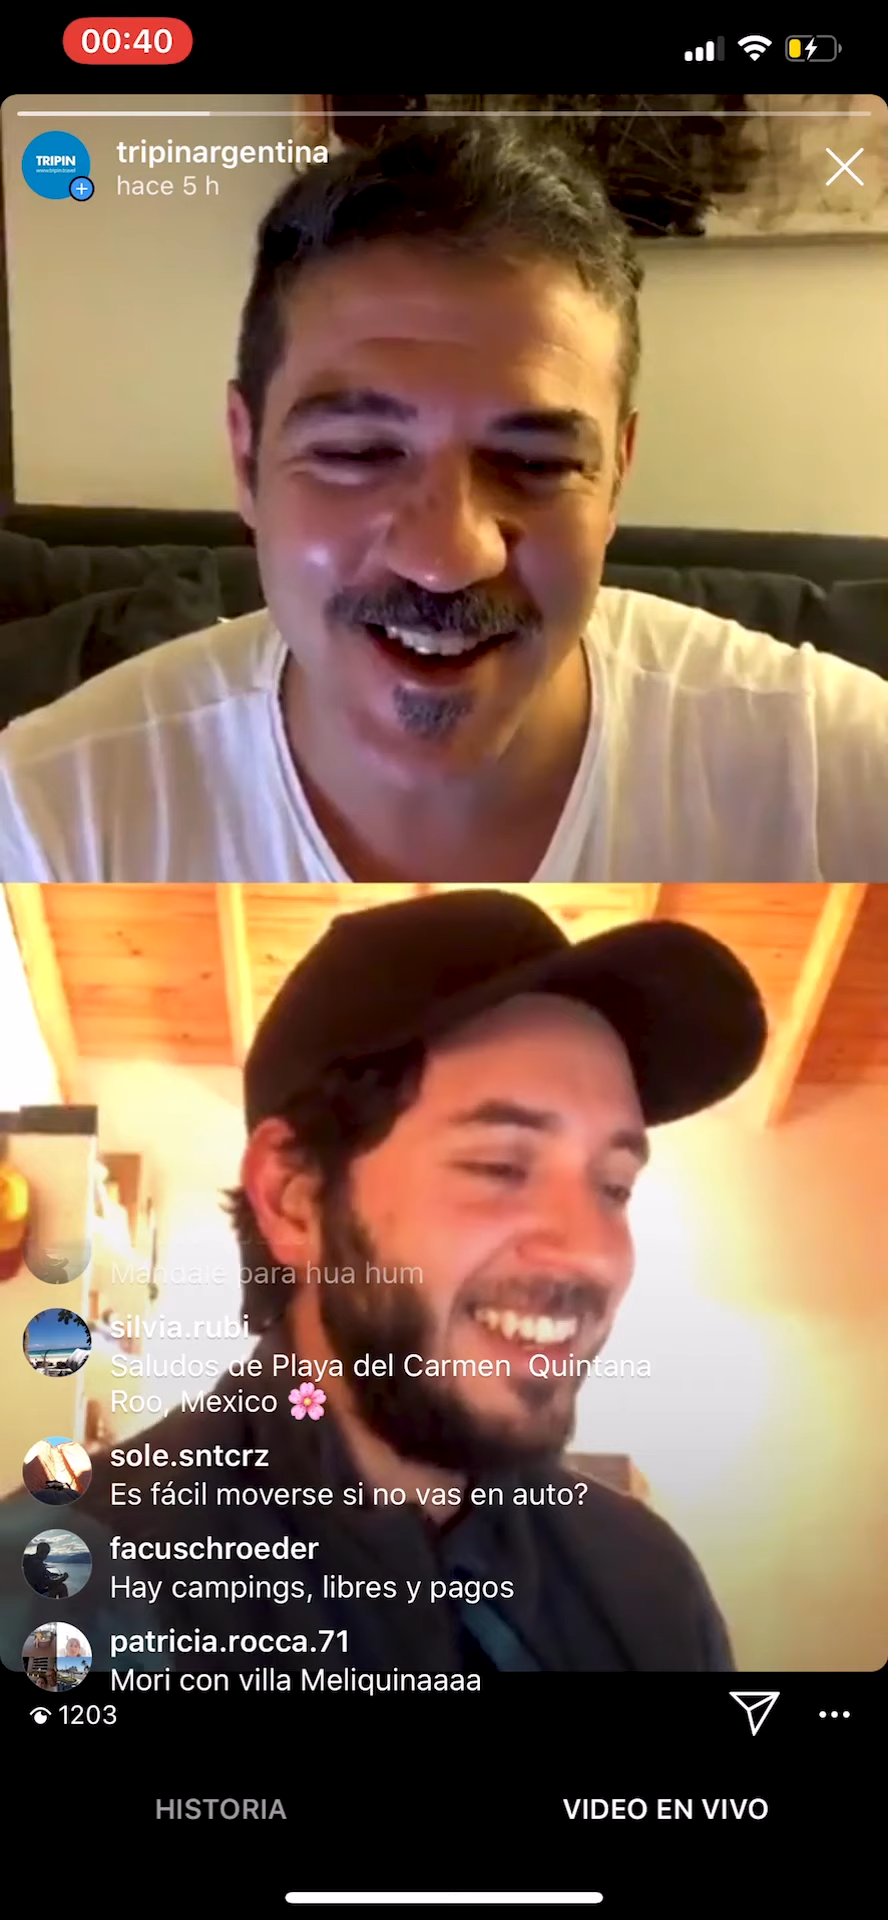 00:40
TRIPIN
tripinargentina
hace 5 h
Mandale para hua hum
silvia.rubi
Saludos de Playa del Carmen Quintana
Roo, Mexico 🌸
sole.sntcrz
Es fácil moverse si no vas en auto?
facuschroeder
Hay campings, libres y pagos
patricia.rocca.71
Mori con villa Meliquinaaaa
1203
HISTORIA
VIDEO EN VIVO